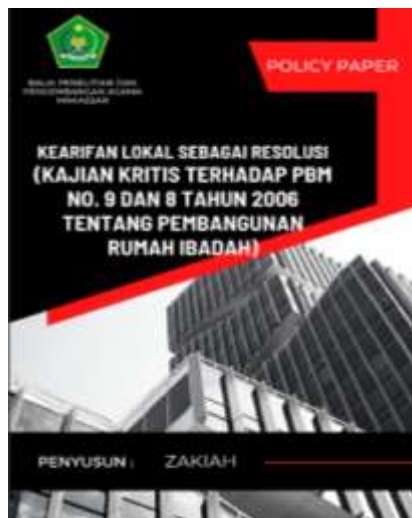 BALAI PENELITIAN DAN
PENGEMBANGAN AGAMA
MAKASSAR
POLICY PAPER
KEARIFAN LOKAL SEBAGAI RESOLUSI
(KAJIAN KRITIS TERHADAP PBM
NO. 9 DAN 8 TAHUN 2006
TENTANG PEMBANGUNAN
RUMAH IBADAH)
PENYUSUN : ZAKIAH